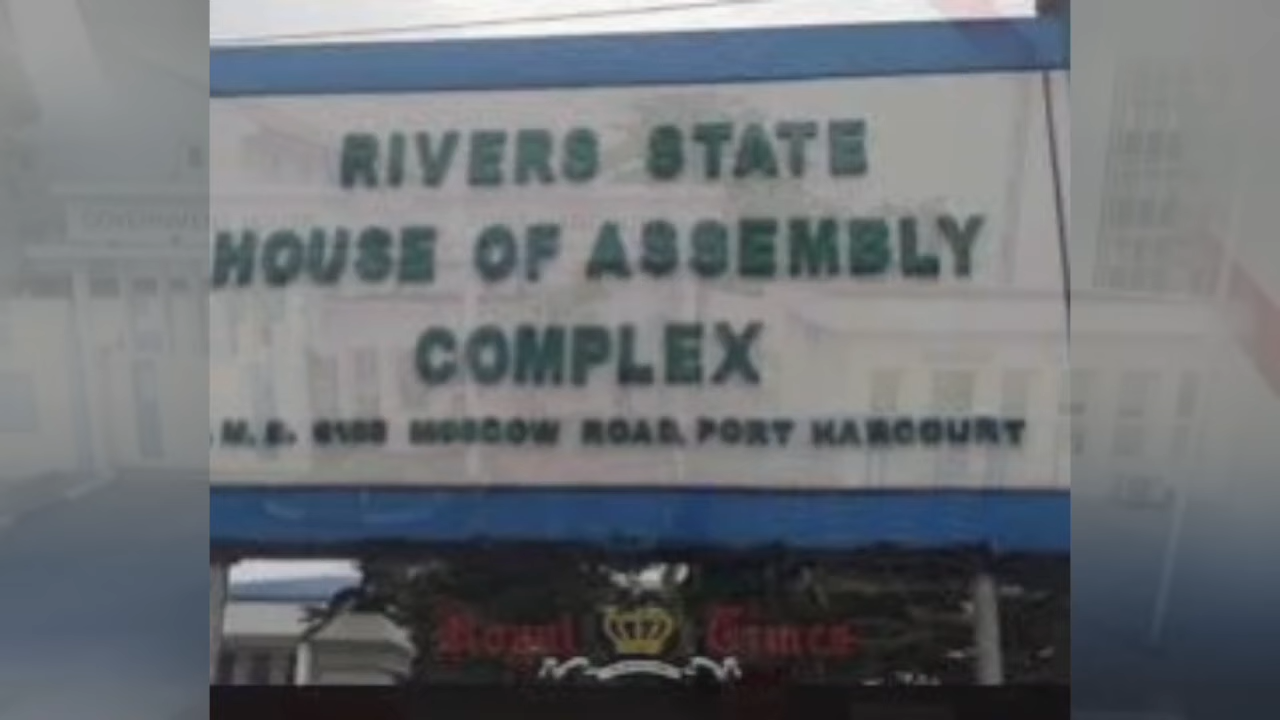 RIVERS STATE
HOUSE OF ASSEMBLY
COMPLEX
MOSCOW ROAD, PORT HARCOURT
Royal Times